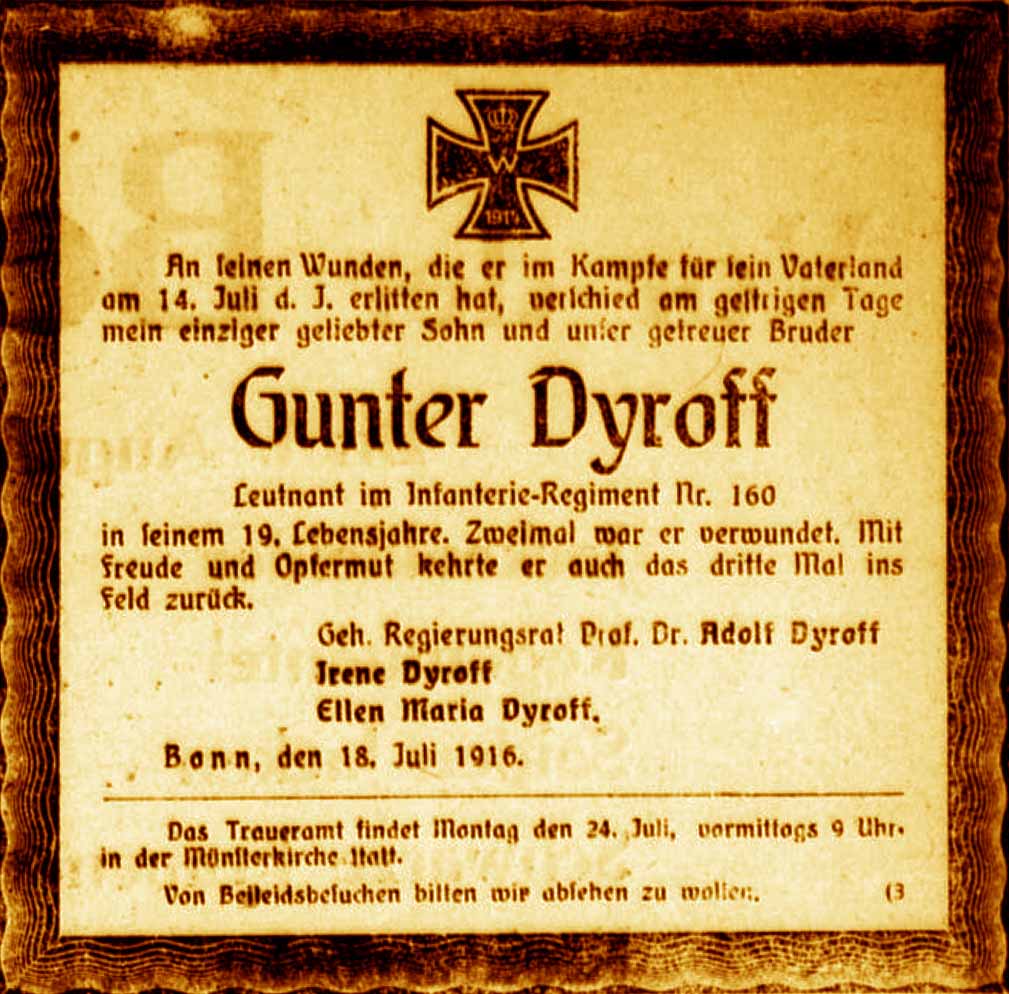 W
1914
An seinen Wunden, die er im Kampfe für sein Vaterland
am 14. Juli d. J. erlitten hat, verschied am gestrigen Tage
mein einziger geliebter Sohn und unser getreuer Bruder
Gunter Dyroff
Leutnant im Infanterie-Regiment Nr. 160
in seinem 19. Lebensjahre. Zweimal war er verwundet. Mit
Freude und Opfermut kehrte er auch das dritte Mal ins
Feld zurück.
Geh. Regierungsrat Prof. Dr. Adolf Dyroff
Irene Dyroff
Ellen Maria Dyroff.
Bonn, den 18. Juli 1916.
Das Traueramt findet Montag den 24. Juli, vormittags 9 Uhr.
in der Münsterkirche statt.
Von Beileidsbesuchen bitten wir absehen zu wollen. (3